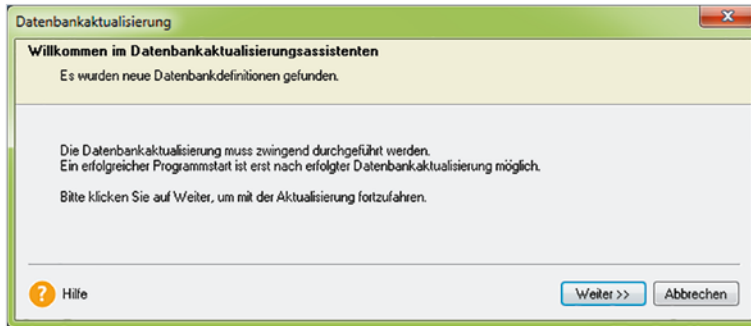 Datenbankaktualisierung
Willkommen im Datenbankaktualisierungsassistenten
Es wurden neue Datenbankdefinitionen gefunden.
Die Datenbankaktualisierung muss zwingend durchgeführt werden.
Ein erfolgreicher Programmstart ist erst nach erfolgter Datenbankaktualisierung möglich.
Bitte klicken Sie auf Weiter, um mit der Aktualisierung fortzufahren.
? Hilfe
Weiter >> Abbrechen